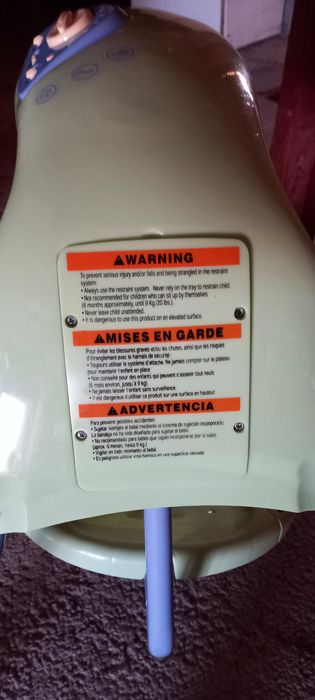 ⚠WARNING
To prevent serious injury and/or falls and being strangled in the restraint
system:
• Always use the restraint system. Never rely on the tray to restrain child.
• Not recommended for children who can sit up by themselves
(6 months approximately, until 9 Kg./20 lbs.)
• Never leave child unattended.
• It is dangerous to use this product on an elevated surface.
⚠MISES EN GARDE
Pour éviter les blessures graves et/ou les chutes, ainsi que les risques
d'étranglement avec le harnais de sécurité:
• Toujours utiliser le système d'attache. Ne jamais compter sur le plateau
pour maintenir l'enfant en place
• Non conseillé pour des enfants qui peuvent s'asseoir tout seuls
(6 mois environ, jusqu'à 9 kg).
• Ne jamais laisser l'enfant sans surveillance.
• Il est dangereux d'utiliser ce produit sur une surface en hauteur.
⚠ADVERTENCIA
Para prevenir posibles accidentes:
• Sujetar siempre al bebé mediante el sistema de sujeción incorporado.
La bandeja no ha sido diseñada para sujetar al bebé.
• No recomendado para bebés que sepan incorporarse por si solos
(aprox. 6 meses, hasta 9 kg.)
• Vigilar en todo momento al bebé
• Es peligroso utilizar esta hamaca en una superficie elevada.